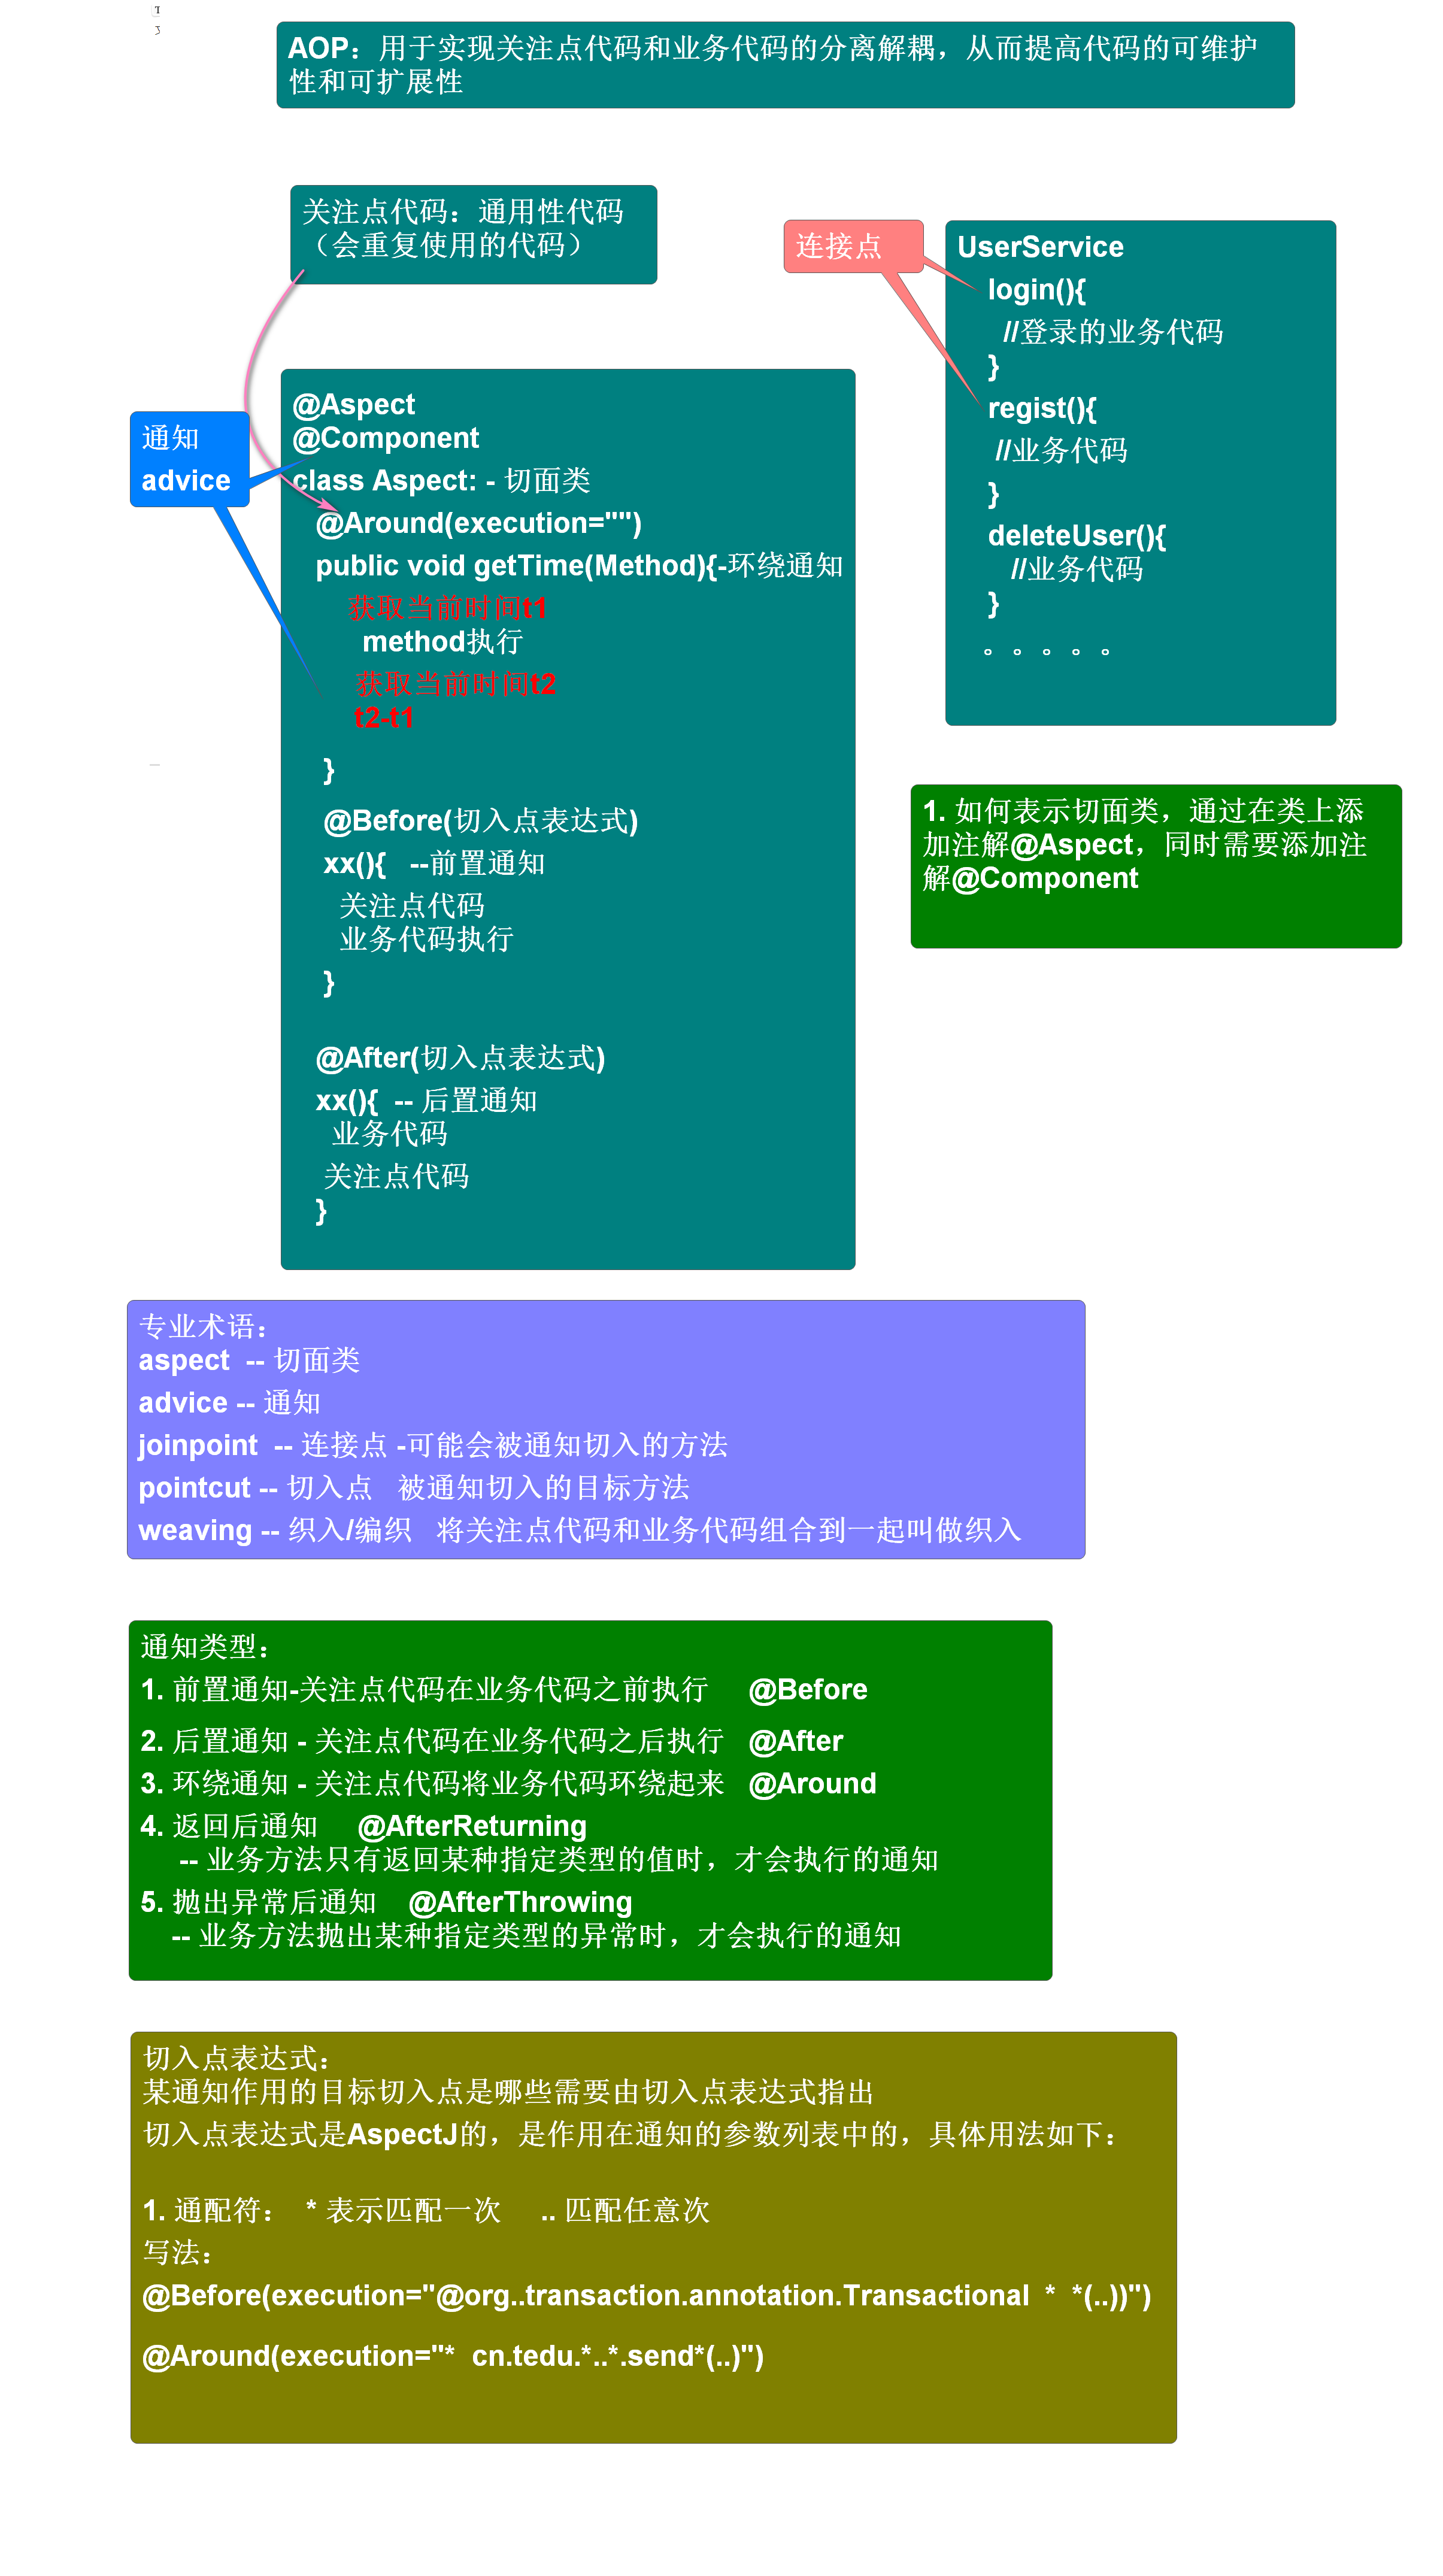 AOP：用于实现关注点代码和业务代码的分离解耦，从而提高代码的可维护
性和可扩展性
关注点代码：通用性代码
（会重复使用的代码）
连接点
UserService
login(){
//登录的业务代码
}
regist(){
//业务代码
}
deleteUser(){
//业务代码
}
。。。。。
通知
advice
@Aspect
@Component
class Aspect: - 切面类
@Around(execution="")
public void getTime(Method){-环绕通知
获取当前时间t1
method执行
获取当前时间t2
t2-t1
}
@Before(切入点表达式)
xx(){ --前置通知
关注点代码
业务代码执行
}
@After(切入点表达式)
xx(){ -- 后置通知
业务代码
关注点代码
}
1. 如何表示切面类，通过在类上添
加注解@Aspect，同时需要添加注
解@Component
专业术语：
aspect -- 切面类
advice -- 通知
joinpoint -- 连接点 -可能会被通知切入的方法
pointcut -- 切入点 被通知切入的目标方法
weaving -- 织入/编织 将关注点代码和业务代码组合到一起叫做织入
通知类型：
1. 前置通知-关注点代码在业务代码之前执行 @Before
2. 后置通知 - 关注点代码在业务代码之后执行 @After
3. 环绕通知 - 关注点代码将业务代码环绕起来 @Around
4. 返回后通知 @AfterReturning
-- 业务方法只有返回某种指定类型的值时，才会执行的通知
5. 抛出异常后通知 @AfterThrowing
-- 业务方法抛出某种指定类型的异常时，才会执行的通知
切入点表达式：
某通知作用的目标切入点是哪些需要由切入点表达式指出
切入点表达式是AspectJ的，是作用在通知的参数列表中的，具体用法如下：
1. 通配符： * 表示匹配一次 .. 匹配任意次
写法：
@Before(execution="@org..transaction.annotation.Transactional * *(..))")
@Around(execution="* cn.tedu.*..*.send*(..)")